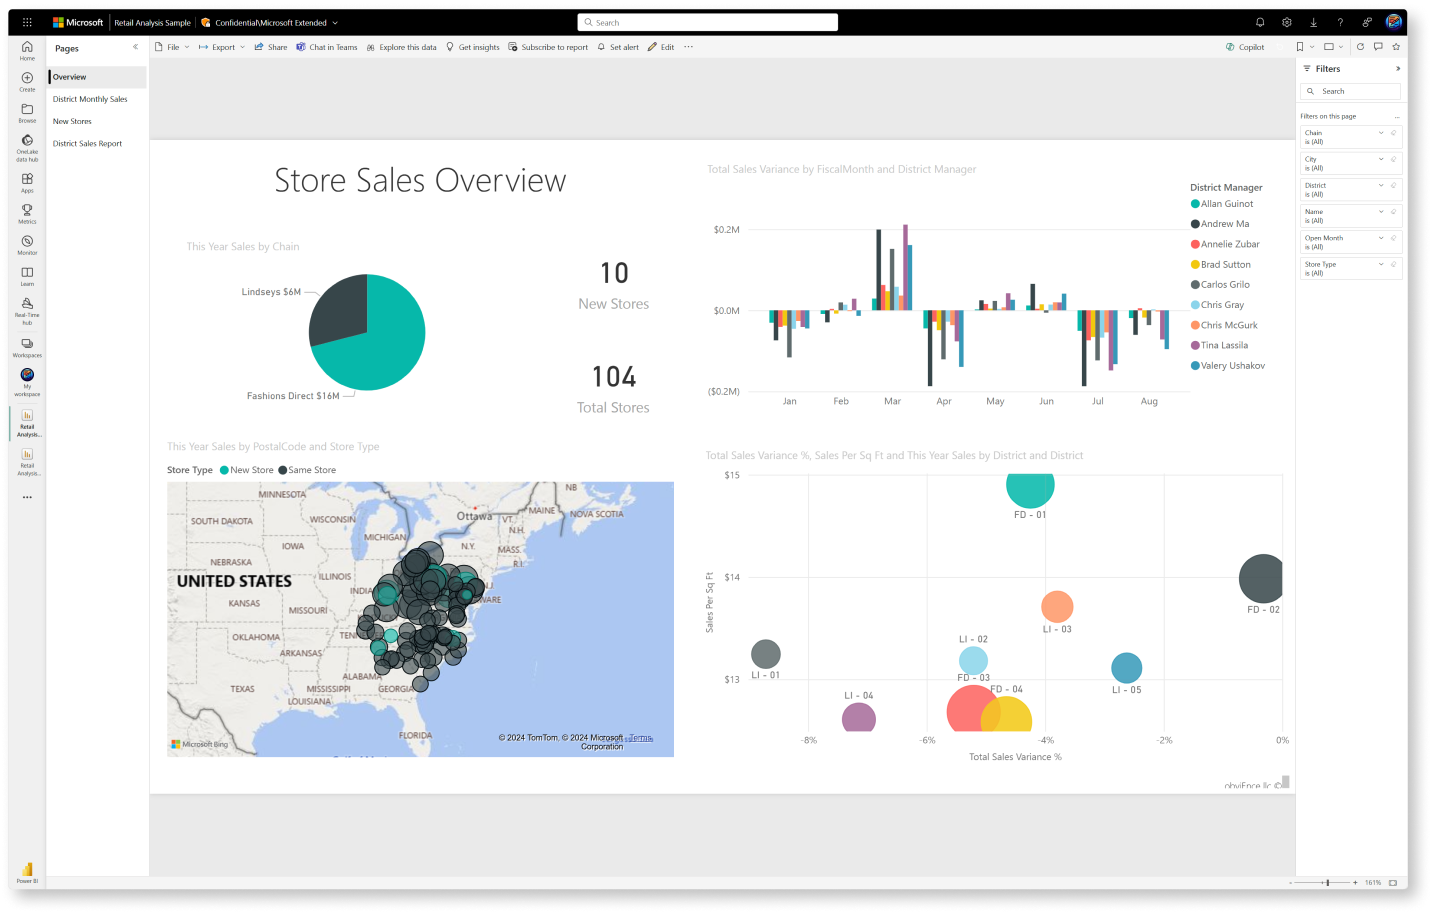 Microsoft
Retail Analysis Sample
Confidential\Microsoft Extended
Search
Home
Create
Browse
OneLake
data hub
Apps
Metrics
Monitor
Learn
Real-Time
hub
Workspaces
My
workspace
Retail
Analysis...
Retail
Analysis...
Power BI
Pages
Overview
District Monthly Sales
New Stores
District Sales Report
File
Export
Share
Chat in Teams
Explore this data
Get insights
Subscribe to report
Set alert
Edit
Copilot
Store Sales Overview
This Year Sales by Chain
Lindseys $6M
Fashions Direct $16M
10
New Stores
104
Total Stores
Total Sales Variance by FiscalMonth and District Manager
$0.2M
$0.0M
($0.2M)
Jan Feb Mar Apr May Jun Jul Aug
District Manager
Allan Guinot
Andrew Ma
Annelie Zubar
Brad Sutton
Carlos Grilo
Chris Gray
Chris McGurk
Tina Lassila
Valery Ushakov
This Year Sales by PostalCode and Store Type
Store Type New Store Same Store
MINNESOTA
NB
SOUTH DAKOTA
WISCONSIN
Ottawa
VT.
MAINE
NOVA SCOTIA
N.H.
MICHIGAN
IOWA
N.Y.
MASS.
NEBRASKA
R.I.
UNITED STATES
ILLINOIS
KANSAS
MISSOURI
OKLAHOMA
ARKANSAS
ALABAMA
TEXAS
MISSISSIPPI
GEORGIA
LOUISIANA
FLORIDA
Microsoft Bing
© 2024 TomTom, © 2024 Microsoft
Corporation
Terms
Total Sales Variance %, Sales Per Sq Ft and This Year Sales by District and District
Sales Per Sq Ft
$15
$14
$13
FD - 01
FD - 02
LI - 03
LI - 02
LI - 01
FD - 03
LI - 05
FD - 04
LI - 04
-8% -6% -4% -2% 0%
Total Sales Variance %
obviEnce llc ©
Filters
Search
Filters on this page
Chain
is (All)
City
is (All)
District
is (All)
Name
is (All)
Open Month
is (All)
Store Type
is (All)
161%